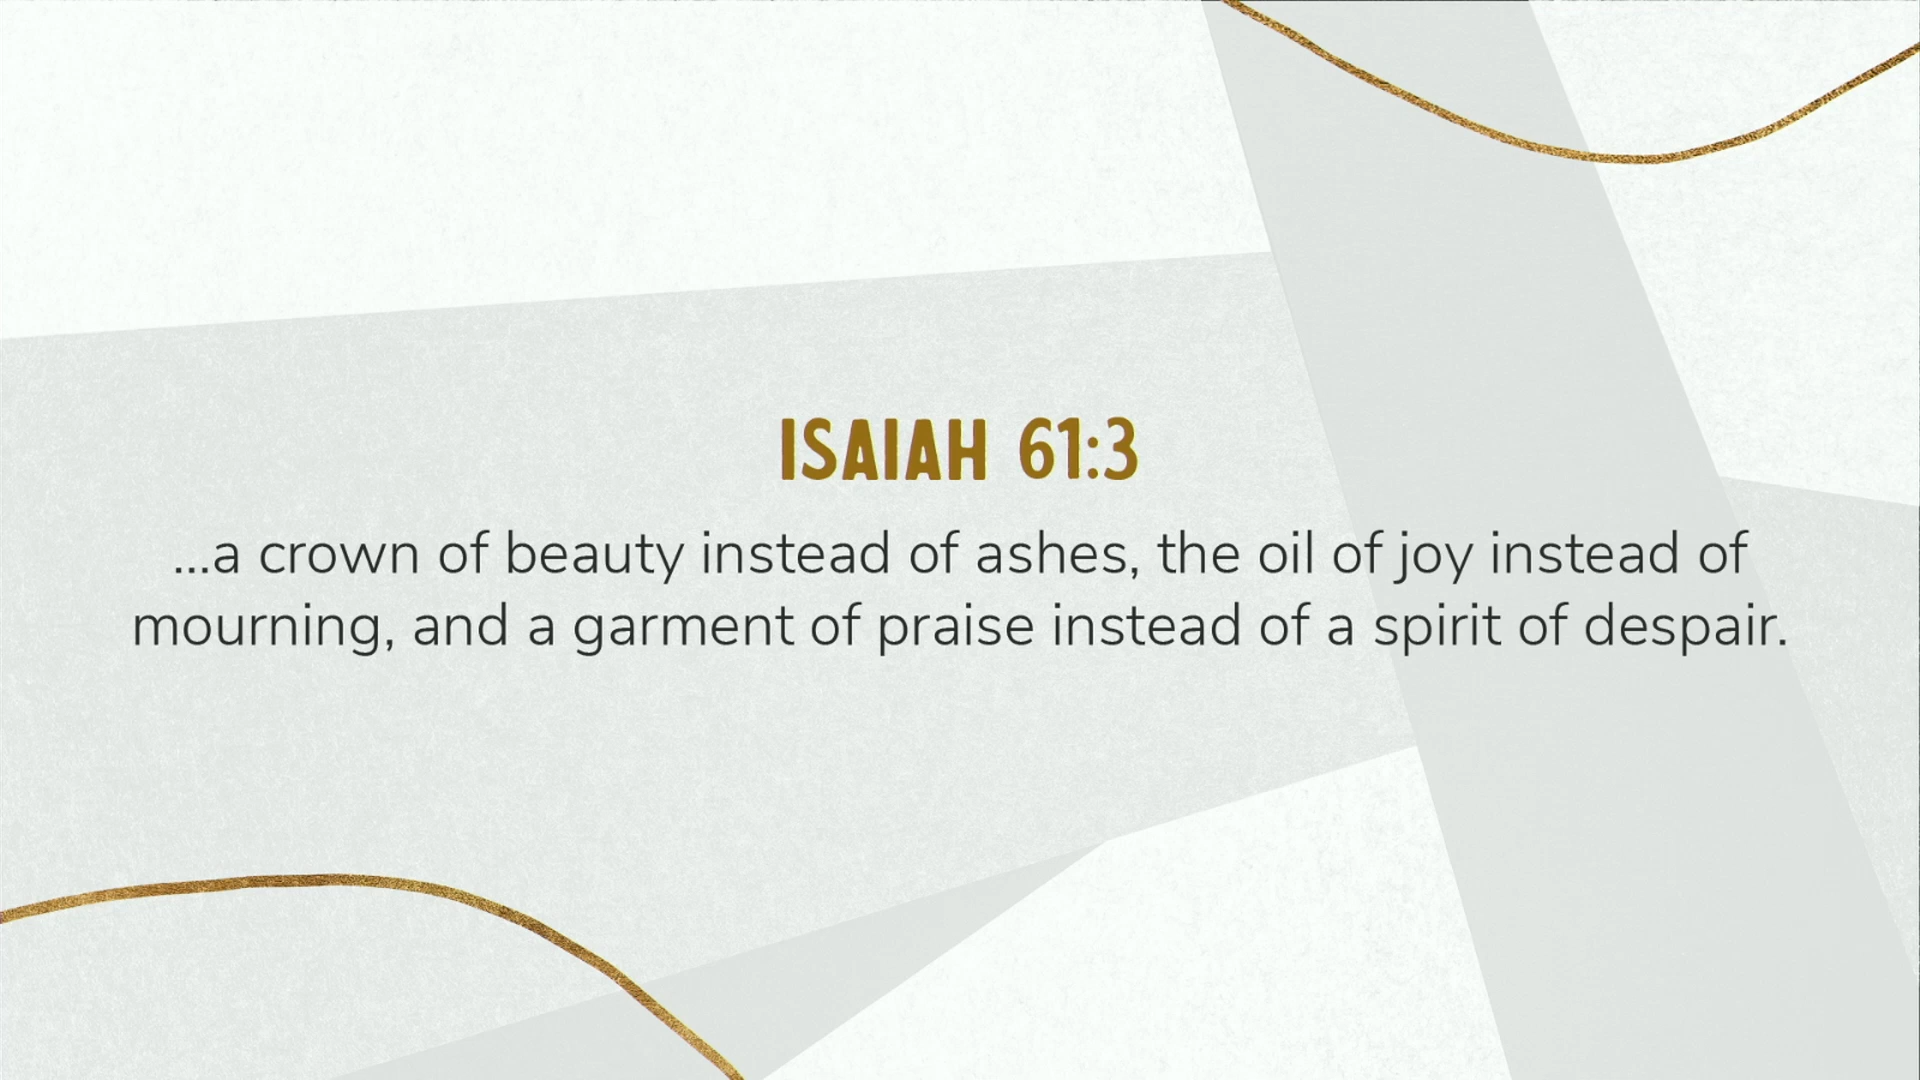 ISAIAH 61:3
...a crown of beauty instead of ashes, the oil of joy instead of
mourning, and a garment of praise instead of a spirit of despair.